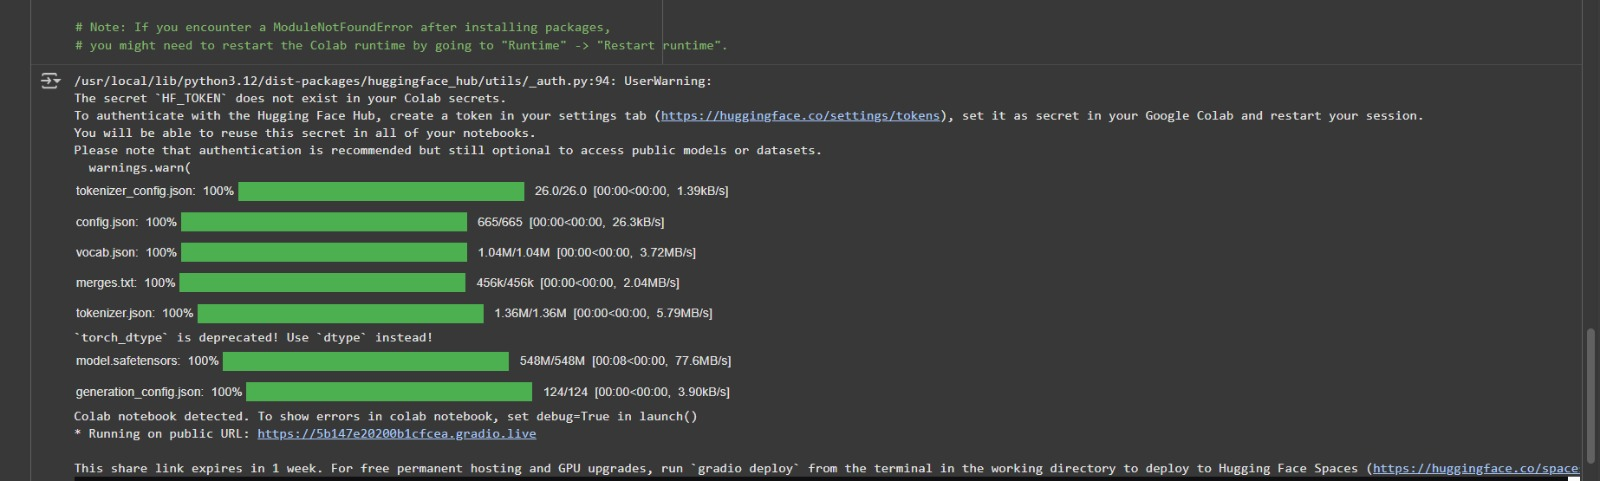 # Note: If you encounter a ModuleNotFoundError after installing packages,
# you might need to restart the Colab runtime by going to "Runtime" -> "Restart runtime".
/usr/local/lib/python3.12/dist-packages/huggingface_hub/utils/_auth.py:94: UserWarning:
The secret `HF_TOKEN` does not exist in your Colab secrets.
To authenticate with the Hugging Face Hub, create a token in your settings tab (https://huggingface.co/settings/tokens), set it as secret in your Google Colab and restart your session.
You will be able to reuse this secret in all of your notebooks.
Please note that authentication is recommended but still optional to access public models or datasets.
  warnings.warn(
tokenizer_config.json: 100% 26.0/26.0 [00:00<00:00, 1.39kB/s]
config.json: 100% 665/665 [00:00<00:00, 26.3kB/s]
vocab.json: 100% 1.04M/1.04M [00:00<00:00, 3.72MB/s]
merges.txt: 100% 456k/456k [00:00<00:00, 2.04MB/s]
tokenizer.json: 100% 1.36M/1.36M [00:00<00:00, 5.79MB/s]
`torch_dtype` is deprecated! Use `dtype` instead!
model.safetensors: 100% 548M/548M [00:08<00:00, 77.6MB/s]
generation_config.json: 100% 124/124 [00:00<00:00, 3.90kB/s]
Colab notebook detected. To show errors in colab notebook, set debug=True in launch()
* Running on public URL: https://5b147e20200b1cfcea.gradio.live
This share link expires in 1 week. For free permanent hosting and GPU upgrades, run `gradio deploy` from the terminal in the working directory to deploy to Hugging Face Spaces (https://huggingface.co/space